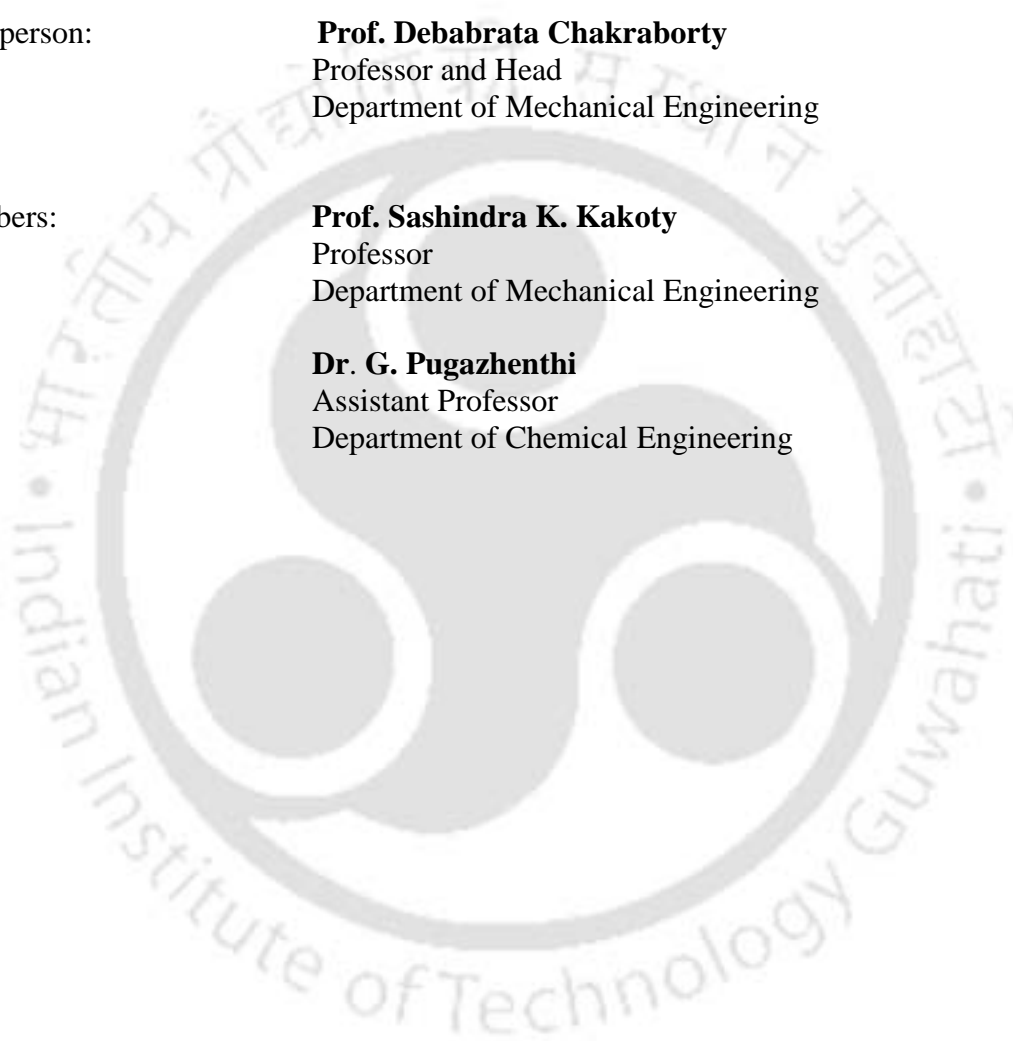 person: Prof. Debabrata Chakraborty
Professor and Head
Department of Mechanical Engineering
bers: Prof. Sashindra K. Kakoty
Professor
Department of Mechanical Engineering
Dr. G. Pugazhenthi
Assistant Professor
Department of Chemical Engineering
भारतीय प्रौद्योगिकी संस्थान गुवाहाटी
Indian Institute of Technology Guwahati